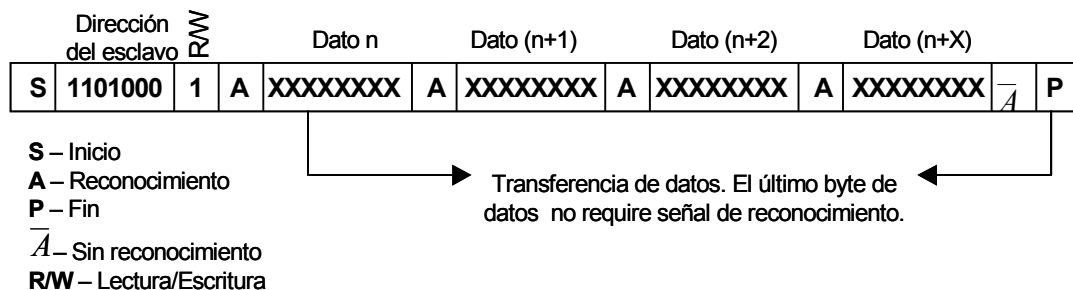 Dirección
del esclavo R/W Dato n Dato (n+1) Dato (n+2) Dato (n+X)
S 1101000 1 A XXXXXXXX A XXXXXXXX A XXXXXXXX A XXXXXXXX A̅ P
S – Inicio
A – Reconocimiento
P – Fin
A̅ – Sin reconocimiento
R/W – Lectura/Escritura
Transferencia de datos. El último byte de
datos no require señal de reconocimiento.